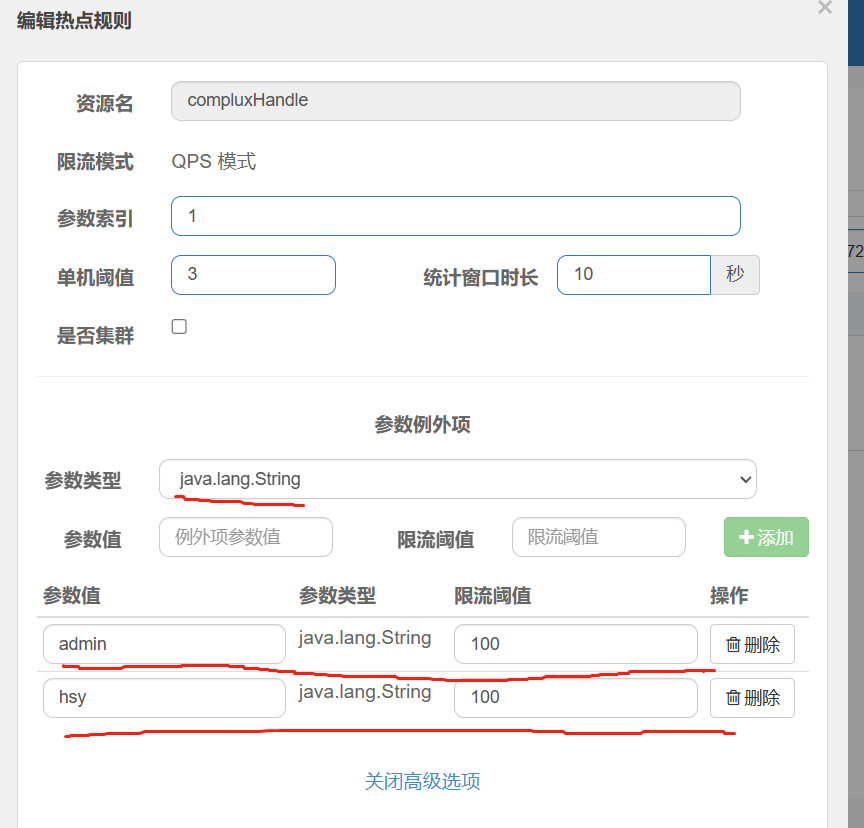 编辑热点规则 ×
资源名 compluxHandle
限流模式 QPS 模式
参数索引 1
72
单机阈值 3 统计窗口时长 10 秒
是否集群
参数例外项
参数类型 java.lang.String
参数值 例外项参数值 限流阈值 限流阈值 +添加
参数值 参数类型 限流阈值 操作
admin java.lang.String 100 删除
hsy java.lang.String 100 删除
关闭高级选项